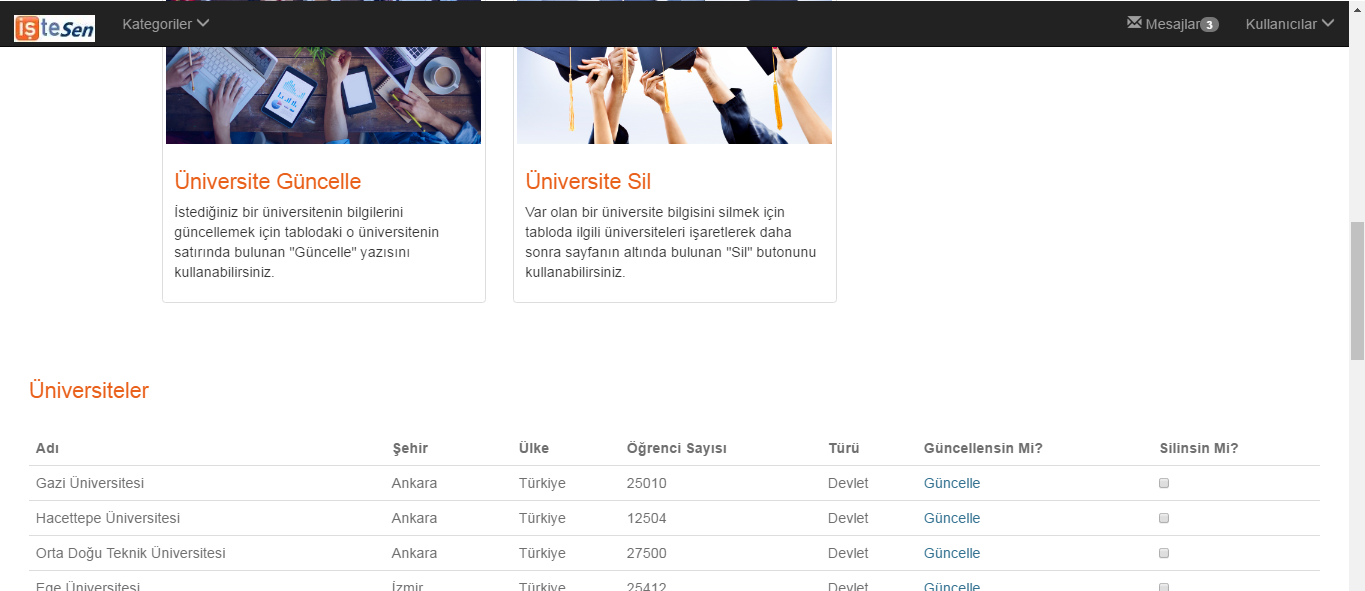 işteSen Kategoriler Mesajlar 3 Kullanıcılar
Üniversite Güncelle
İstediğiniz bir üniversitenin bilgilerini
güncellemek için tablodaki o üniversitenin
satırında bulunan "Güncelle" yazısını
kullanabilirsiniz.
Üniversite Sil
Var olan bir üniversite bilgisini silmek için
tabloda ilgili üniversiteleri işaretlerek daha
sonra sayfanın altında bulunan "Sil" butonunu
kullanabilirsiniz.
Üniversiteler
Adı Şehir Ülke Öğrenci Sayısı Türü Güncellensin Mi? Silinsin Mi?
Gazi Üniversitesi Ankara Türkiye 25010 Devlet Güncelle
Hacettepe Üniversitesi Ankara Türkiye 12504 Devlet Güncelle
Orta Doğu Teknik Üniversitesi Ankara Türkiye 27500 Devlet Güncelle
Ege Üniversitesi İzmir Türkiye 25412 Devlet Güncelle